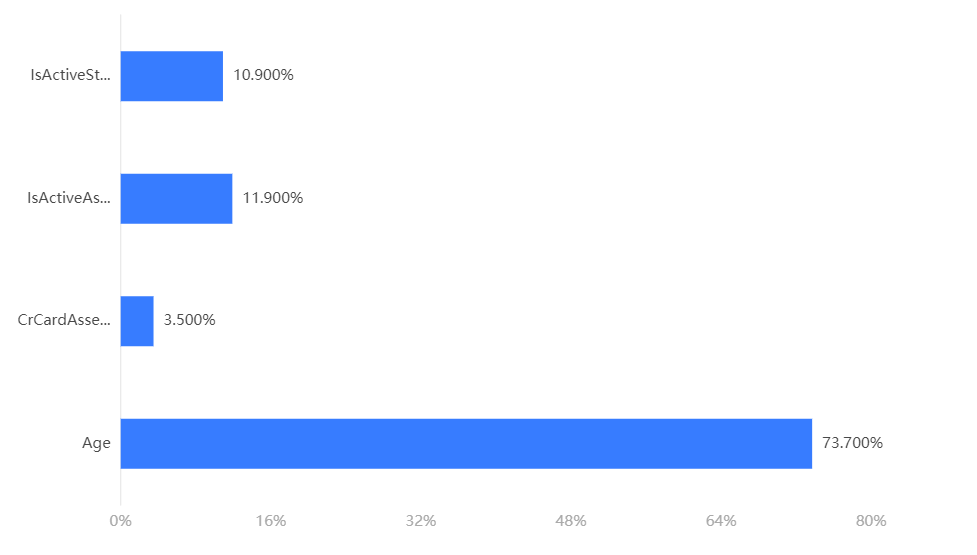 IsActiveSt... 10.900%
IsActiveAs... 11.900%
CrCardAsse... 3.500%
Age 73.700%
0% 16% 32% 48% 64% 80%